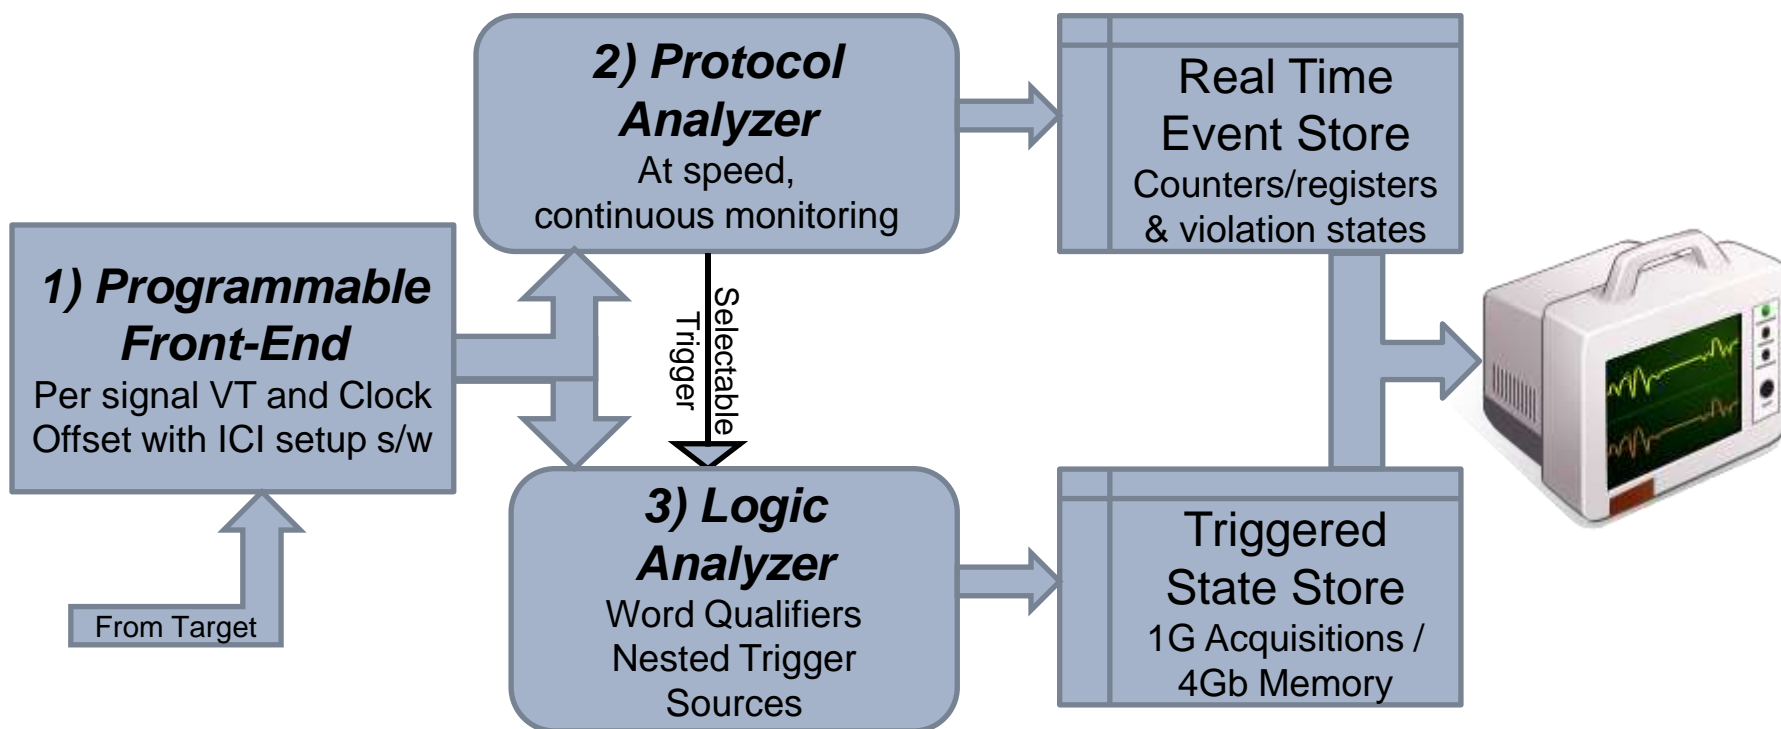 1) Programmable
Front-End
Per signal VT and Clock
Offset with ICI setup s/w
From Target
2) Protocol
Analyzer
At speed,
continuous monitoring
Selectable
Trigger
3) Logic
Analyzer
Word Qualifiers
Nested Trigger
Sources
Real Time
Event Store
Counters/registers
& violation states
Triggered
State Store
1G Acquisitions /
4Gb Memory